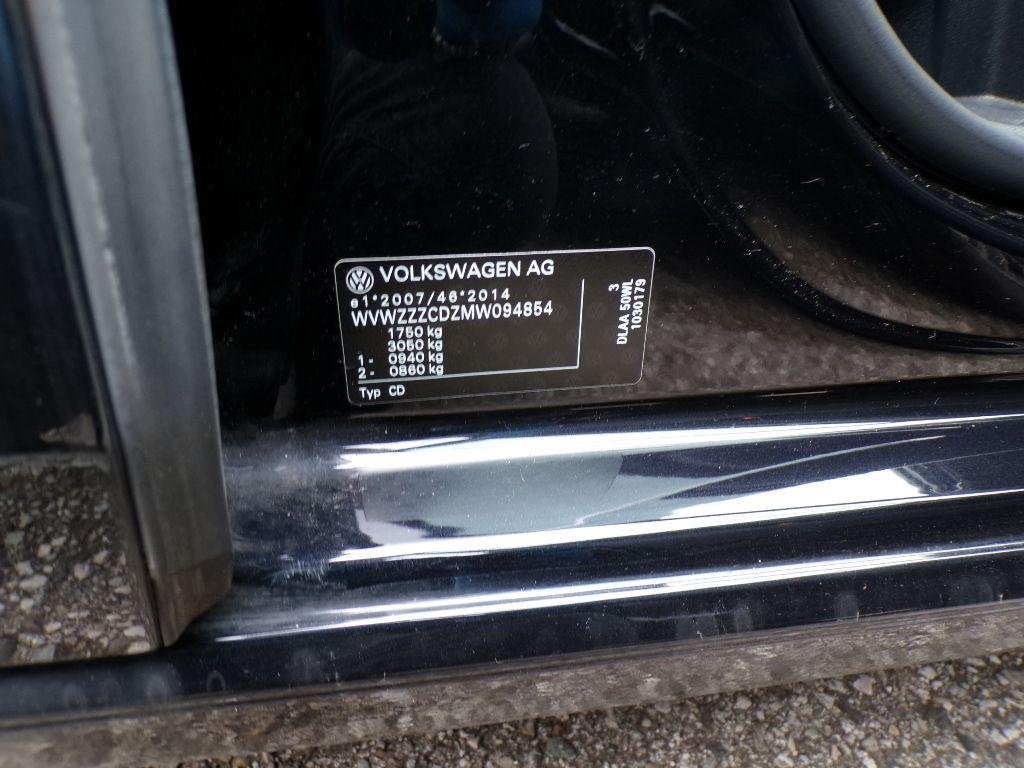 VOLKSWAGEN AG
e1*2007/46*2014
WVWZZZCDZMW094854
1750 kg
3050 kg
1 - 0940 kg
2 - 0860 kg
Typ CD
3
DLAA 50WL
1030179